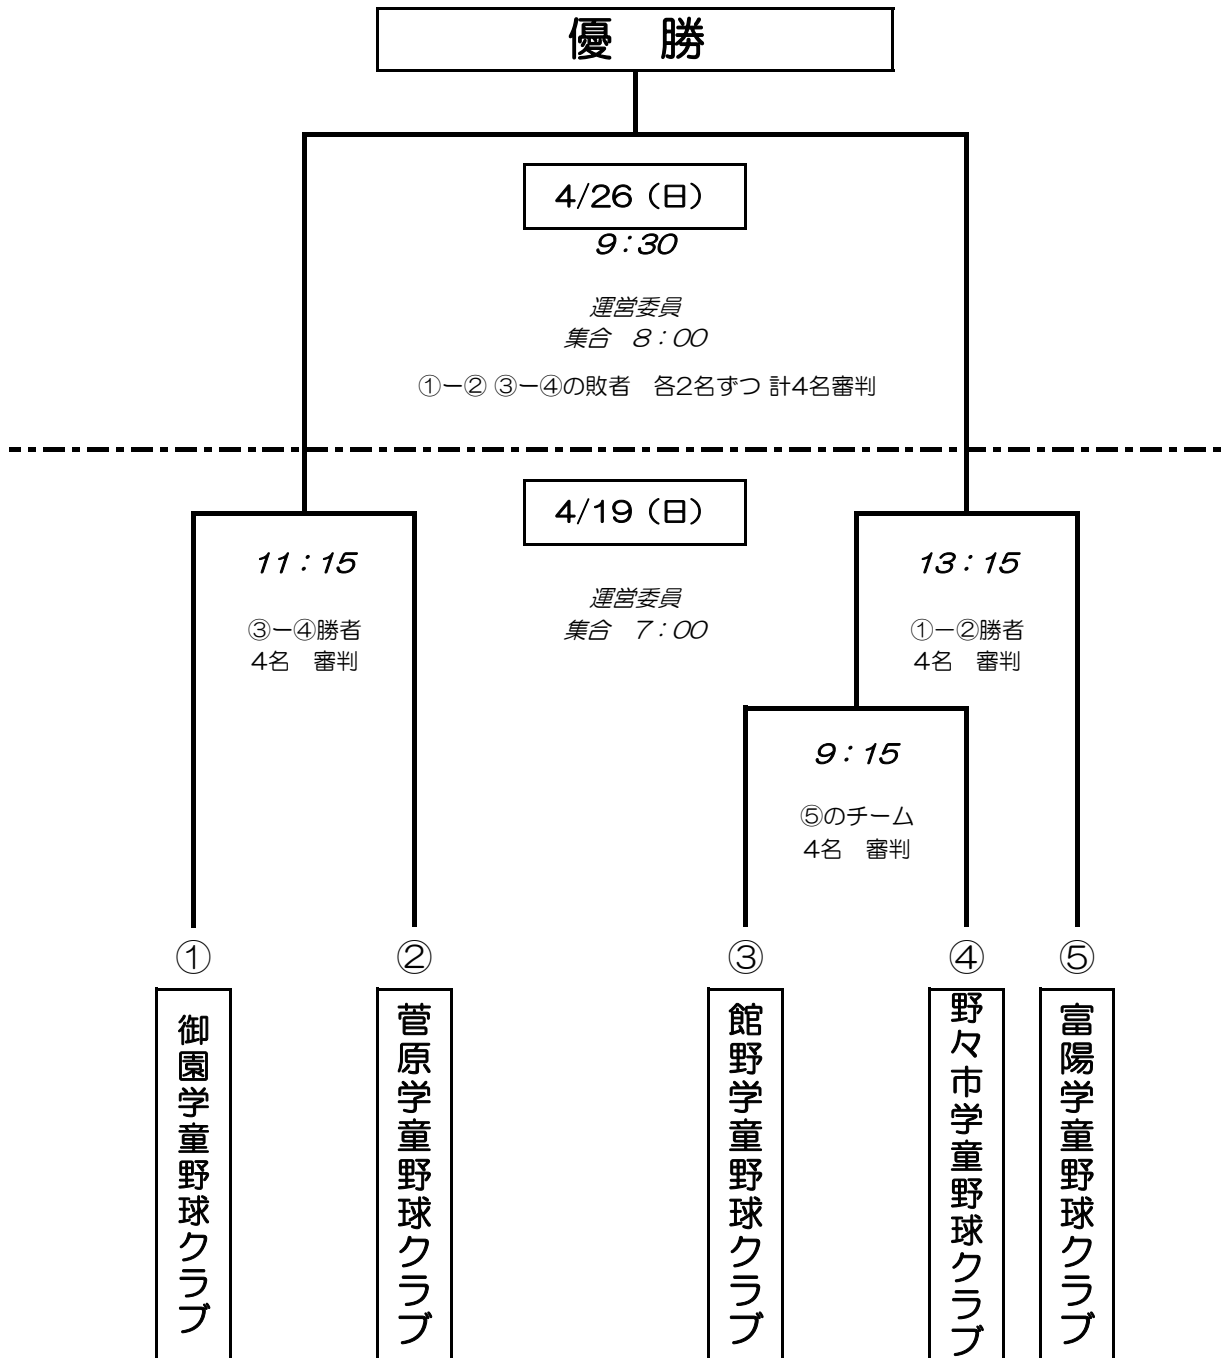 優　勝
4/26（日）
9：30
運営委員
集合　8：00
①ー② ③ー④の敗者　各2名ずつ 計4名審判
4/19（日）
11：15
③ー④勝者
4名　審判
運営委員
集合　7：00
13：15
①ー②勝者
4名　審判
9：15
⑤のチーム
4名　審判
①
②
③
④
⑤
御園学童野球クラブ
菅原学童野球クラブ
館野学童野球クラブ
野々市学童野球クラブ
富陽学童野球クラブ